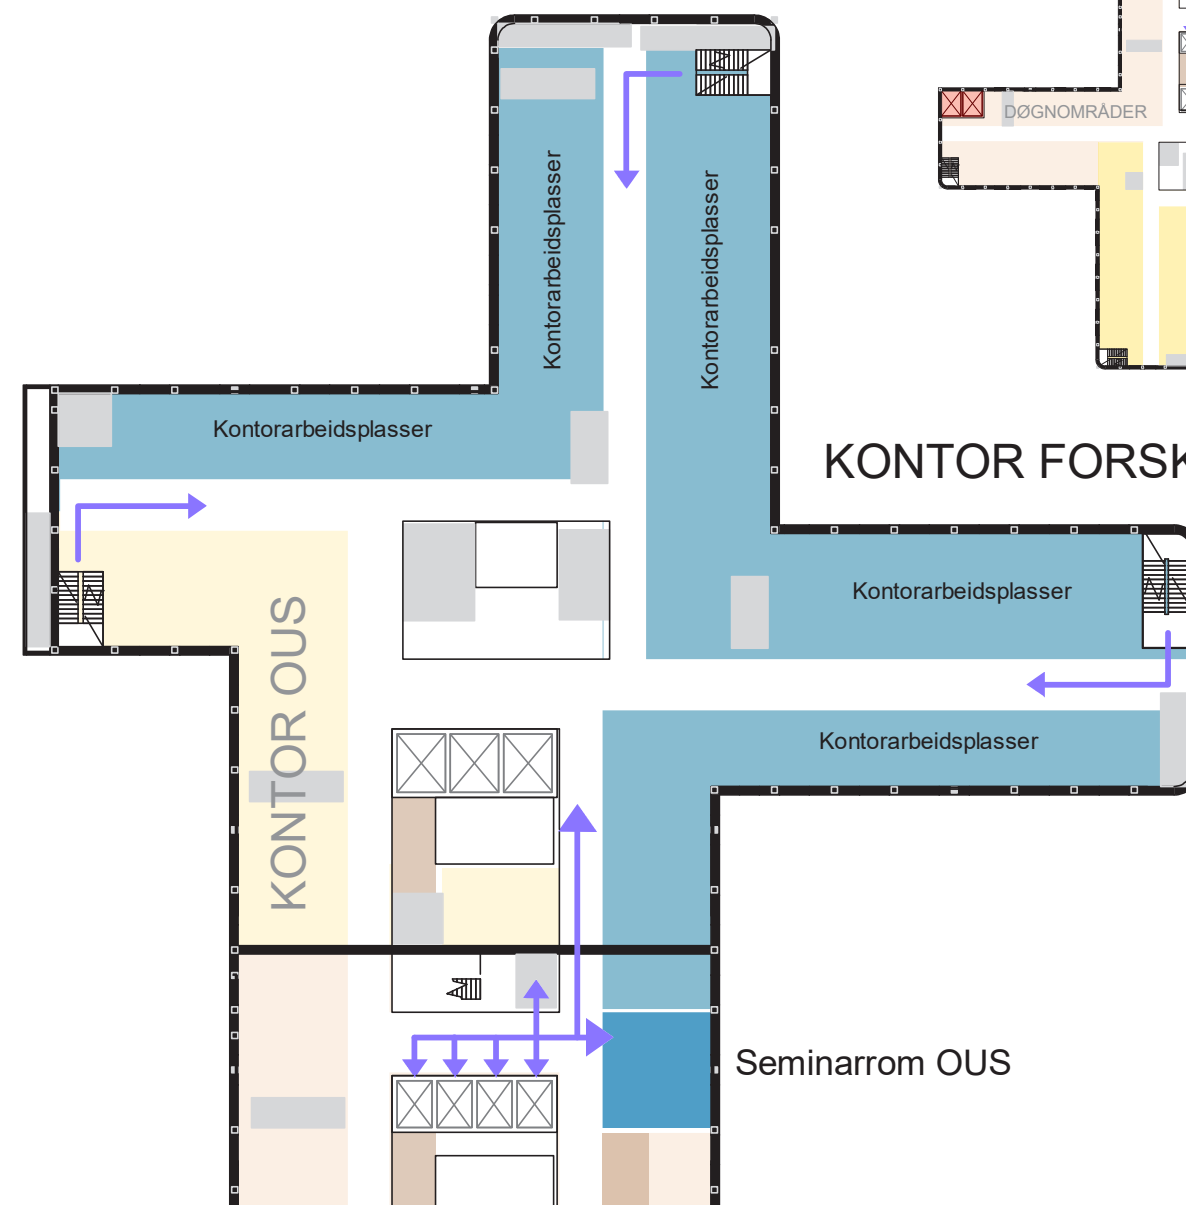 DØGNOMRÅDER
Kontorarbeidsplasser
Kontorarbeidsplasser
Kontorarbeidsplasser
KONTOR FORSK
Kontorarbeidsplasser
KONTOR OUS
Kontorarbeidsplasser
Seminarrom OUS